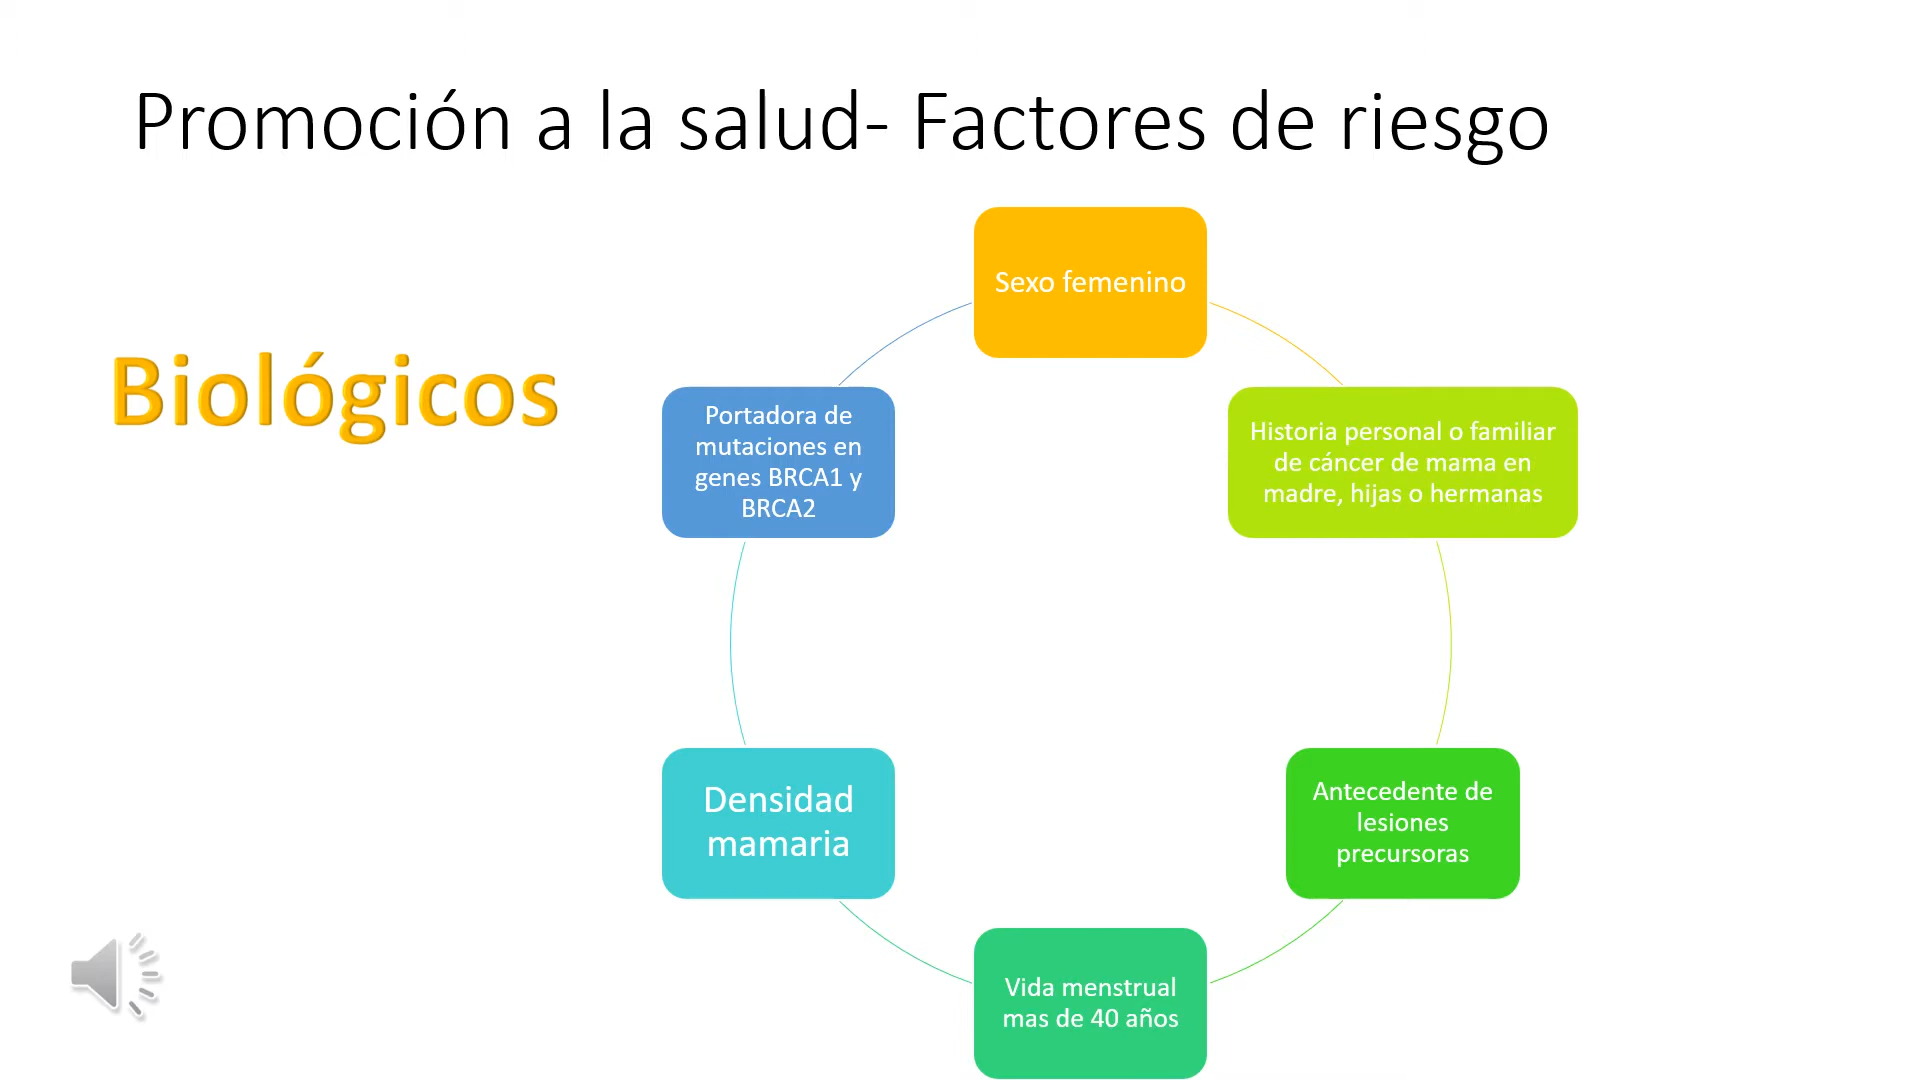 Promoción a la salud- Factores de riesgo
Biológicos
Sexo femenino
Historia personal o familiar
de cáncer de mama en
madre, hijas o hermanas
Antecedente de
lesiones
precursoras
Vida menstrual
mas de 40 años
Densidad
mamaria
Portadora de
mutaciones en
genes BRCA1 y
BRCA2